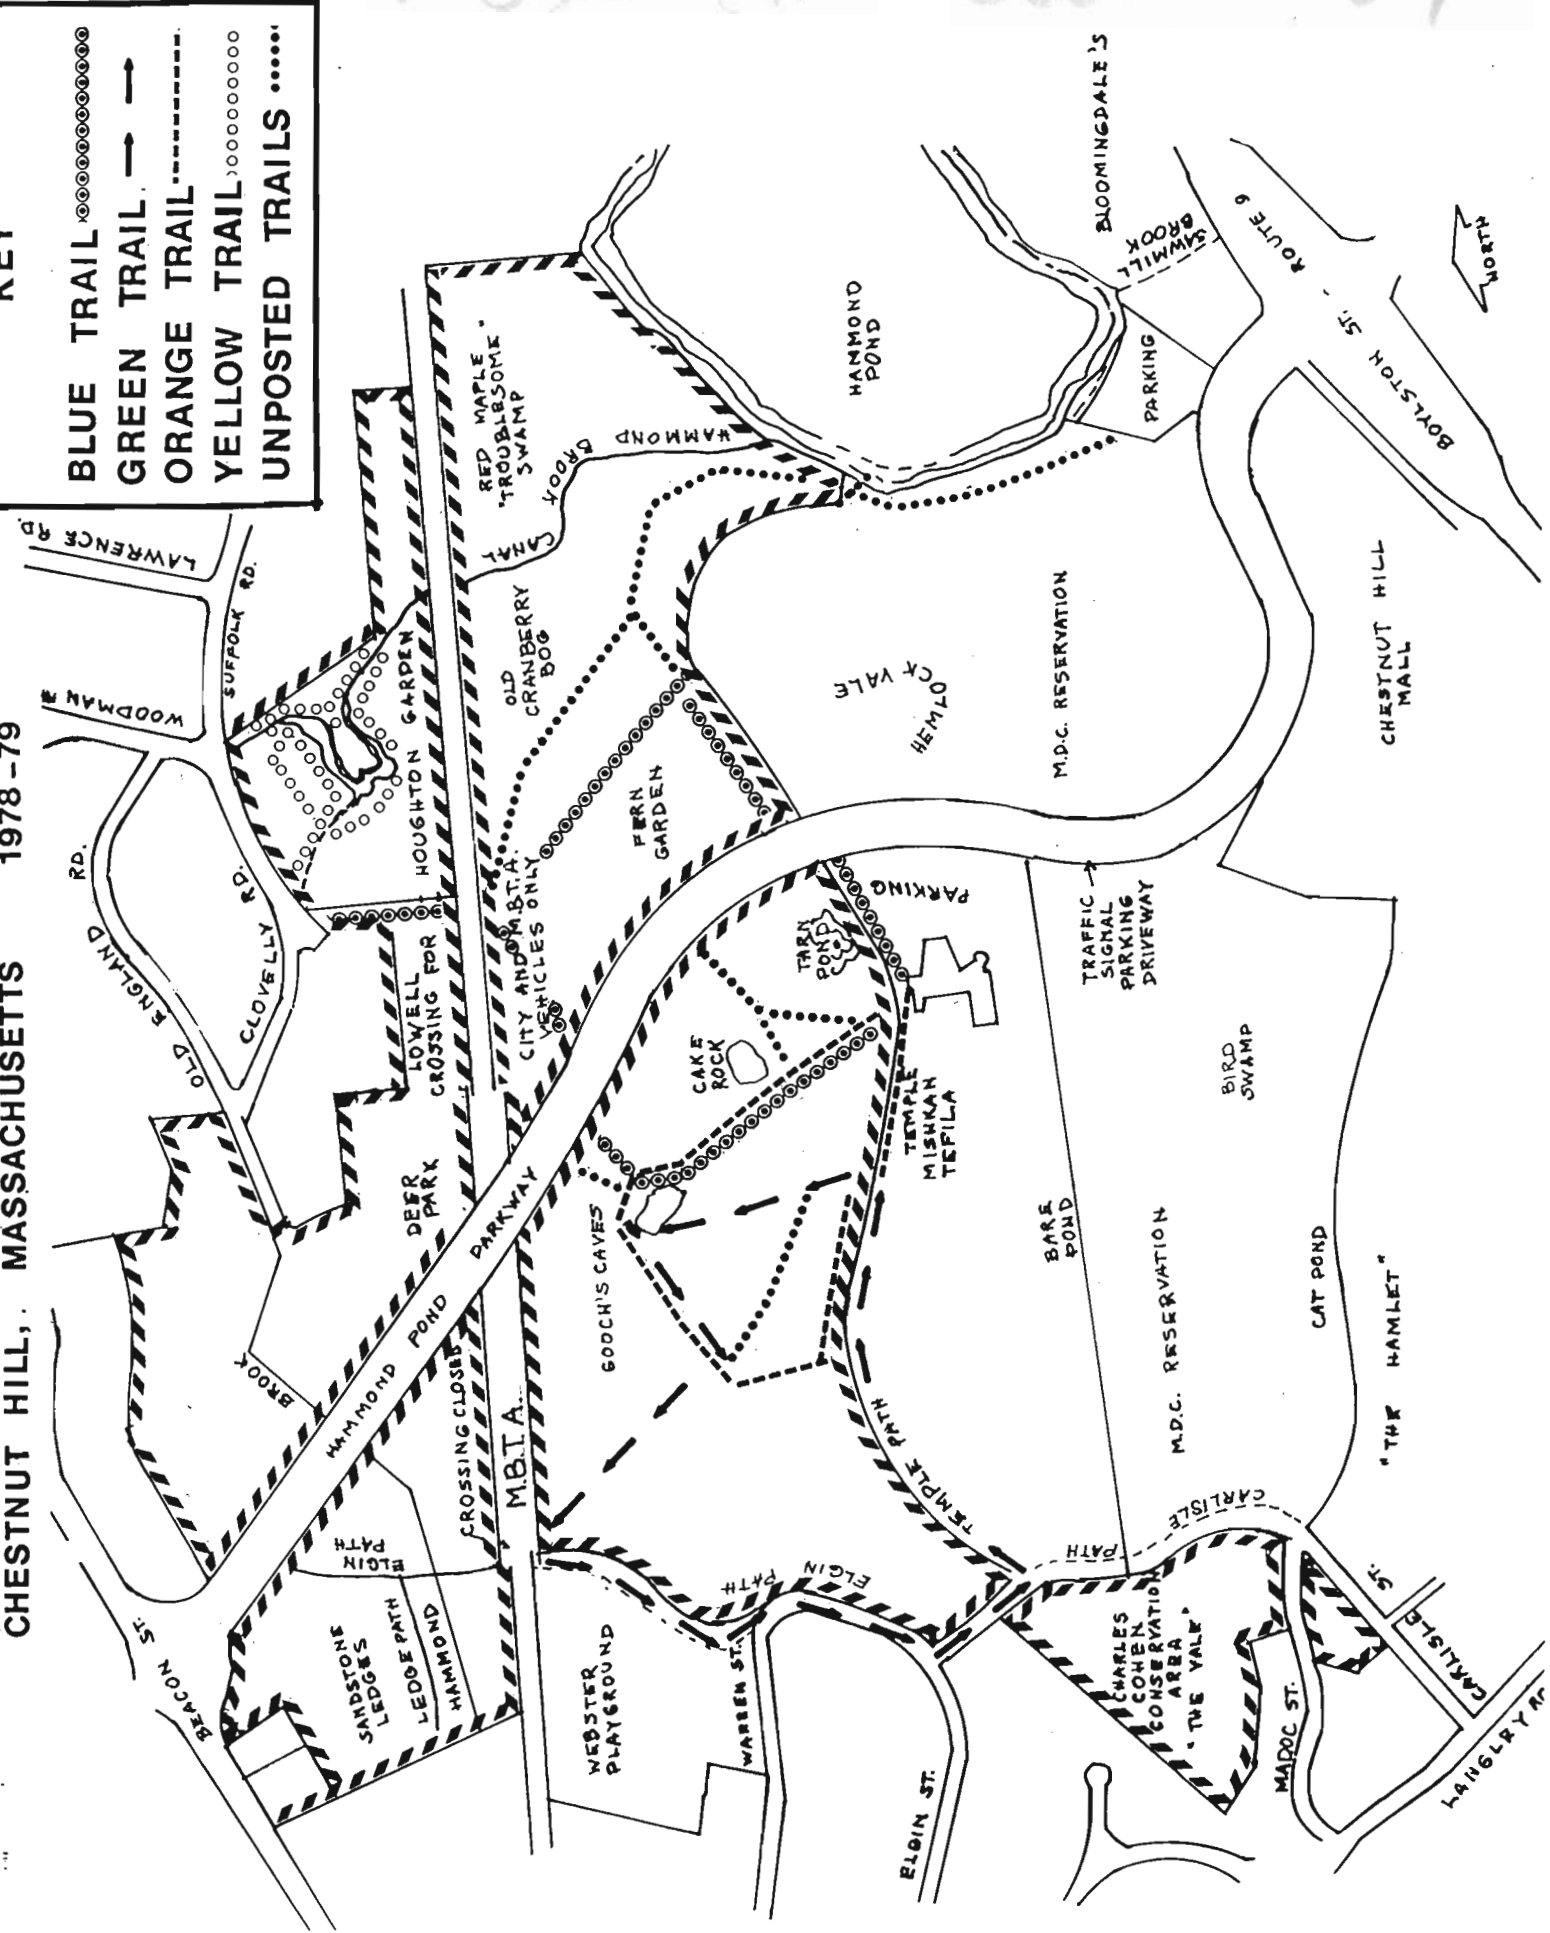 CHESTNUT HILL, MASSACHUSETTS 1978-79
KEY
BLUE TRAIL
GREEN TRAIL
ORANGE TRAIL
YELLOW TRAIL
UNPOSTED TRAILS
LAWRENCE RD.
SUFFOLK RD.
WOODMAN
OLD ENGLAND RD.
CLOVELLY RD.
HOUGHTON GARDEN
LOWELL
CROSSING FOR
CITY AND M.B.T.A.
VEHICLES ONLY
DEER
PARK
BROOK
RED MAPLE
"TROUBLESOME"
SWAMP
CANAL
HAMMOND BROOK
OLD
CRANBERRY
BOG
FERN
GARDEN
HAMMOND
POND
BLOOMINGDALE'S
SAWMILL
BROOK
PARKING
ROUTE 9
BOYLSTON ST.
NORTH
HEMLOCK VALE
M.D.C. RESERVATION
CHESTNUT HILL
MALL
HAMMOND POND PARKWAY
PARKING
TARN
POND
CAKE
ROCK
TEMPLE
MISHKAN
TEFILA
TRAFFIC
SIGNAL
PARKING
DRIVEWAY
GOOCH'S CAVES
BARE
POND
BIRD
SWAMP
M.D.C. RESERVATION
CAT POND
"THE HAMLET"
BEACON ST.
CROSSING CLOSED
M.B.T.A.
ELGIN
PATH
SANDSTONE
LEDGES
LEDGE PATH
HAMMOND
WEBSTER
PLAYGROUND
WARREN ST.
ELGIN PATH
TEMPLE PATH
CARLISLE PATH
ELGIN ST.
CHARLES
COHEN
CONSERVATION
AREA
"THE VALE"
MADOC ST.
CARLISLE ST.